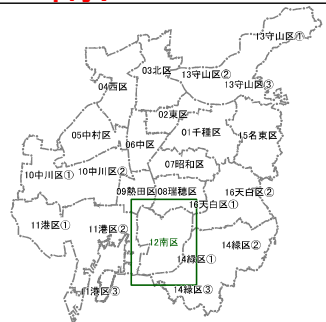 13守山区①
03北区
13守山区②
04西区
13守山区③
02東区
05中村区
01千種区
15名東区
06中区
07昭和区
10中川区①
10中川区②
09熱田区
08瑞穂区
16天白区②
16天白区①
11港区①
11港区②
12南区
14緑区②
14緑区①
11港区③
14緑区③